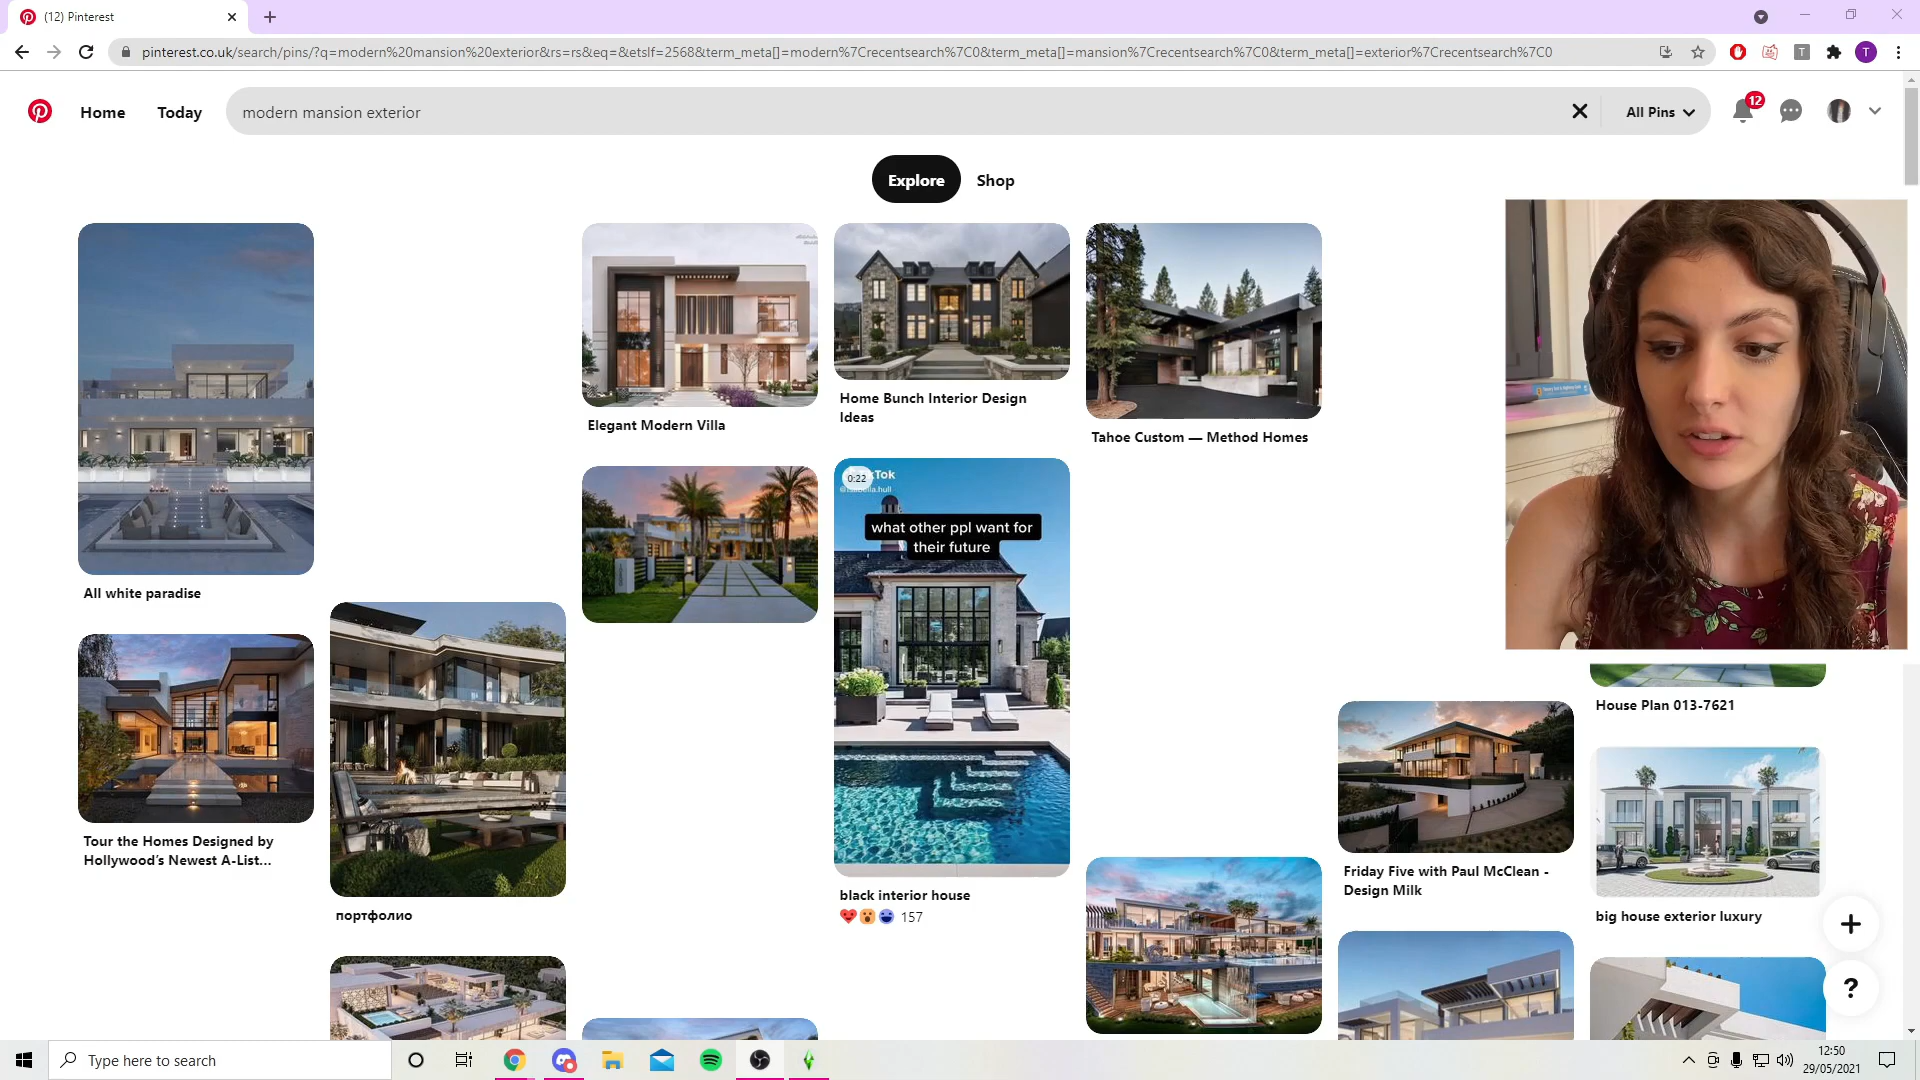 (12) Pinterest
pinterest.co.uk/search/pins/?q=modern%20mansion%20exterior&rs=rs&eq=&etslf=2568&term_meta[]=modern%7Crecentsearch%7C0&term_meta[]=mansion%7Crecentsearch%7C0&term_meta[]=exterior%7Crecentsearch%7C0
T
T
Home
Today
modern mansion exterior
All Pins
12
Explore
Shop
Elegant Modern Villa
Home Bunch Interior Design
Ideas
Tahoe Custom — Method Homes
0:22
kTok
what other ppl want for
their future
All white paradise
House Plan 013-7621
Tour the Homes Designed by
Hollywood's Newest A-List...
портфолио
black interior house
157
Friday Five with Paul McClean -
Design Milk
big house exterior luxury
?
Type here to search
12:50
29/05/2021